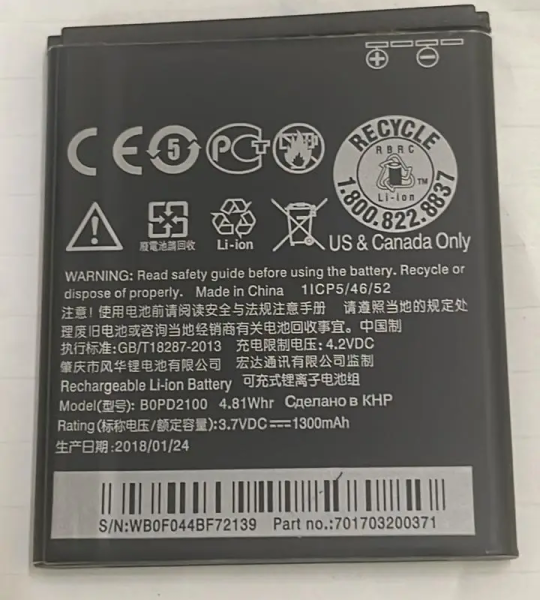 RECYCLE
RBRC
Li-ion
TM
1.800.822.8837
CE
5
PCT
廢電池請回收
Li-ion
US & Canada Only
WARNING: Read safety guide before using the battery. Recycle or
dispose of properly. Made in China 1ICP5/46/52
注意! 使用电池前请阅读安全与法规注意手册 请遵照当地的规定处
理废旧电池或咨询当地经销商有关电池回收事宜。中国制
执行标准: GB/T18287-2013 充电限制电压: 4.2VDC
肇庆市风华锂电池有限公司 宏达通讯有限公司监制
Rechargeable Li-ion Battery 可充式锂离子电池组
Model(型号): B0PD2100 4.81Whr Сделано в КНР
Rating (标称电压/额定容量): 3.7VDC⎓1300mAh
生产日期: 2018/01/24
S/N:WB0F044BF72139 Part no.:701703200371